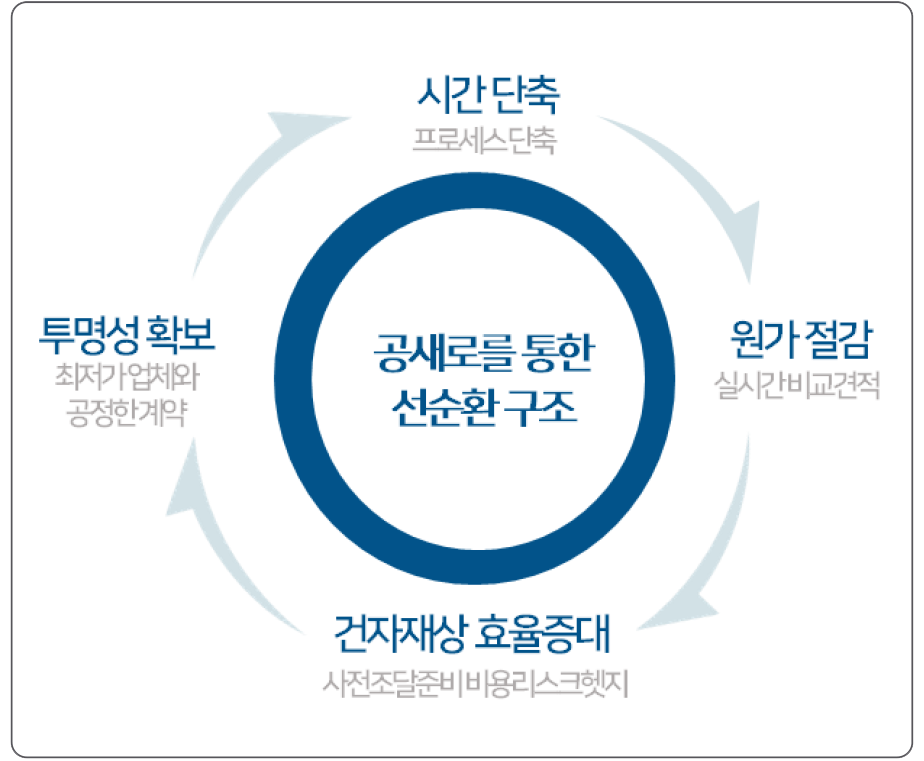 시간 단축
프로세스 단축
투명성 확보
최저가 업체와
공정한 계약
공새로를 통한
선순환 구조
원가 절감
실시간 비교견적
건자재상 효율증대
사전조달준비 비용리스크헷지